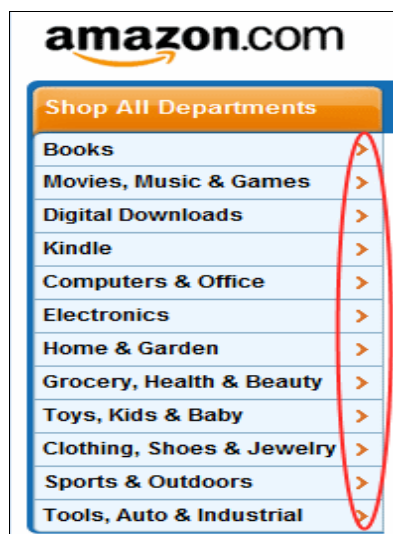 amazon.com
Shop All Departments
Books
Movies, Music & Games
Digital Downloads
Kindle
Computers & Office
Electronics
Home & Garden
Grocery, Health & Beauty
Toys, Kids & Baby
Clothing, Shoes & Jewelry
Sports & Outdoors
Tools, Auto & Industrial